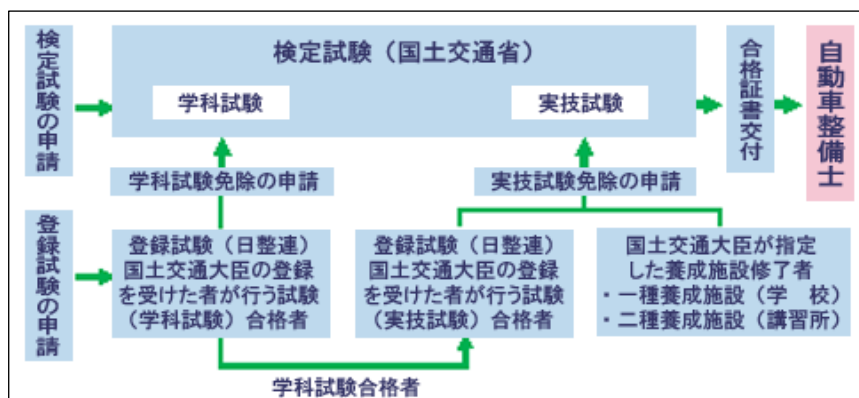 検定試験の申請
検定試験（国土交通省）
学科試験
実技試験
合格証書交付
自動車整備士
学科試験免除の申請
実技試験免除の申請
登録試験の申請
登録試験（日整連）
国土交通大臣の登録
を受けた者が行う試験
（学科試験）合格者
登録試験（日整連）
国土交通大臣の登録
を受けた者が行う試験
（実技試験）合格者
国土交通大臣が指定
した養成施設修了者
・一種養成施設（学　校）
・二種養成施設（講習所）
学科試験合格者